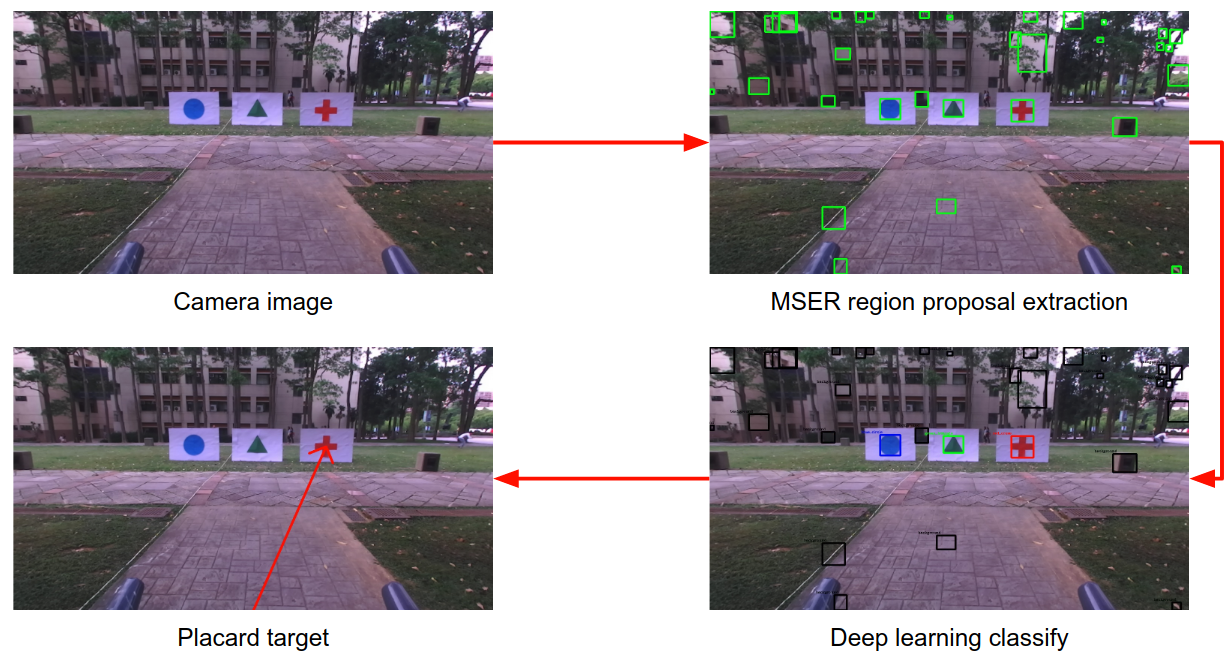 Camera image
MSER region proposal extraction
Placard target
Deep learning classify